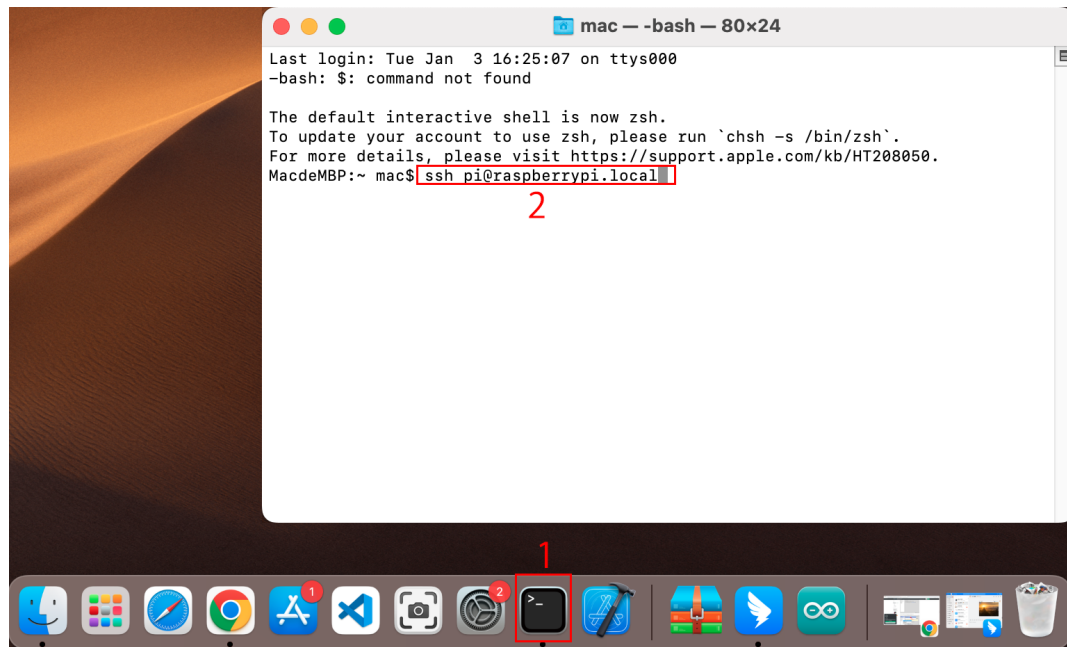 mac — -bash — 80×24
Last login: Tue Jan  3 16:25:07 on ttys000
-bash: $: command not found
The default interactive shell is now zsh.
To update your account to use zsh, please run `chsh -s /bin/zsh`.
For more details, please visit https://support.apple.com/kb/HT208050.
MacdeMBP:~ mac$ ssh pi@raspberrypi.local
2
1
1
2
>_